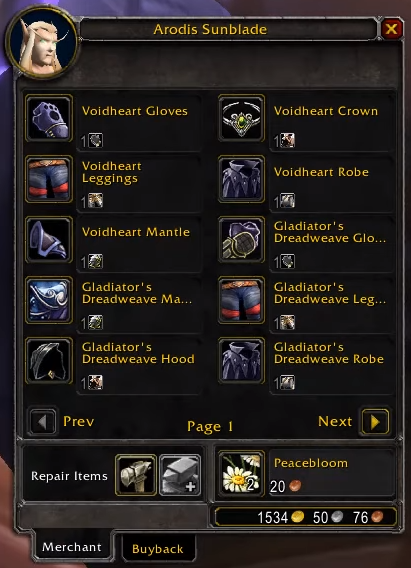 Arodis Sunblade
Voidheart Gloves
1
Voidheart Crown
1
Voidheart
Leggings
1
Voidheart Robe
1
Voidheart Mantle
1
Gladiator's
Dreadweave Glo...
1
Gladiator's
Dreadweave Ma...
1
Gladiator's
Dreadweave Leg...
1
Gladiator's
Dreadweave Hood
1
Gladiator's
Dreadweave Robe
1
Prev
Page 1
Next
Repair Items
2
Peacebloom
20
1534 50 76
Merchant
Buyback